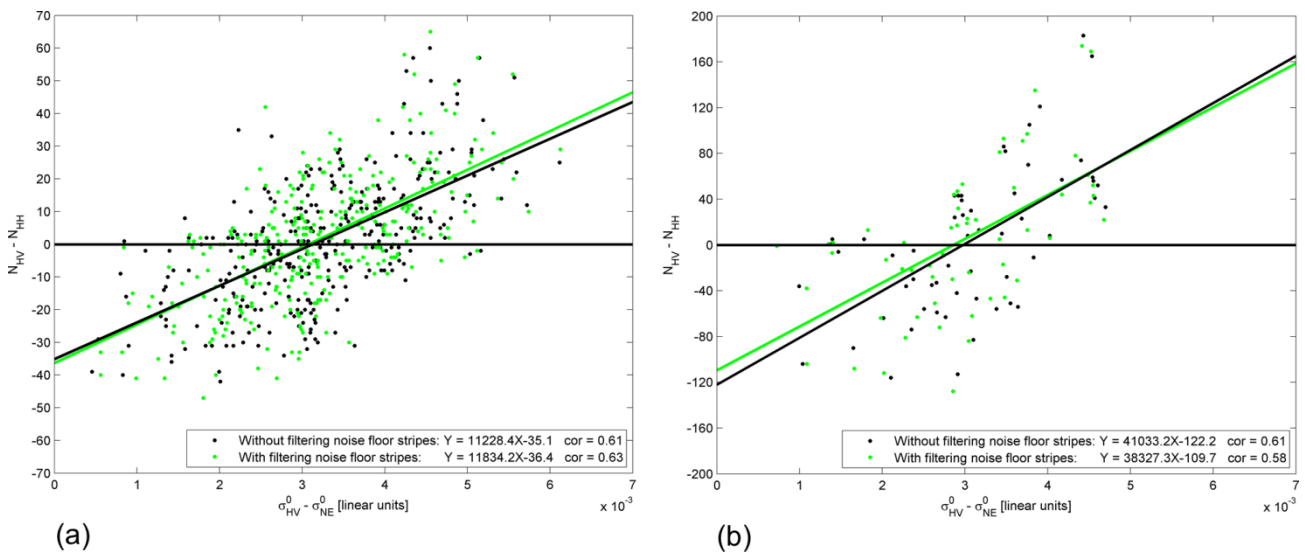 70
60
50
40
30
20
10
0
-10
-20
-30
-40
-50
-60
-70
N_HV - N_HH
Without filtering noise floor stripes: Y = 11228.4X-35.1 cor = 0.61
With filtering noise floor stripes: Y = 11834.2X-36.4 cor = 0.63
0 1 2 3 4 5 6 7
x 10^-3
σ^0_HV - σ^0_NE [linear units]
(a)
200
160
120
80
40
0
-40
-80
-120
-160
-200
N_HV - N_HH
Without filtering noise floor stripes: Y = 41033.2X-122.2 cor = 0.61
With filtering noise floor stripes: Y = 38327.3X-109.7 cor = 0.58
0 1 2 3 4 5 6 7
x 10^-3
σ^0_HV - σ^0_NE [linear units]
(b)